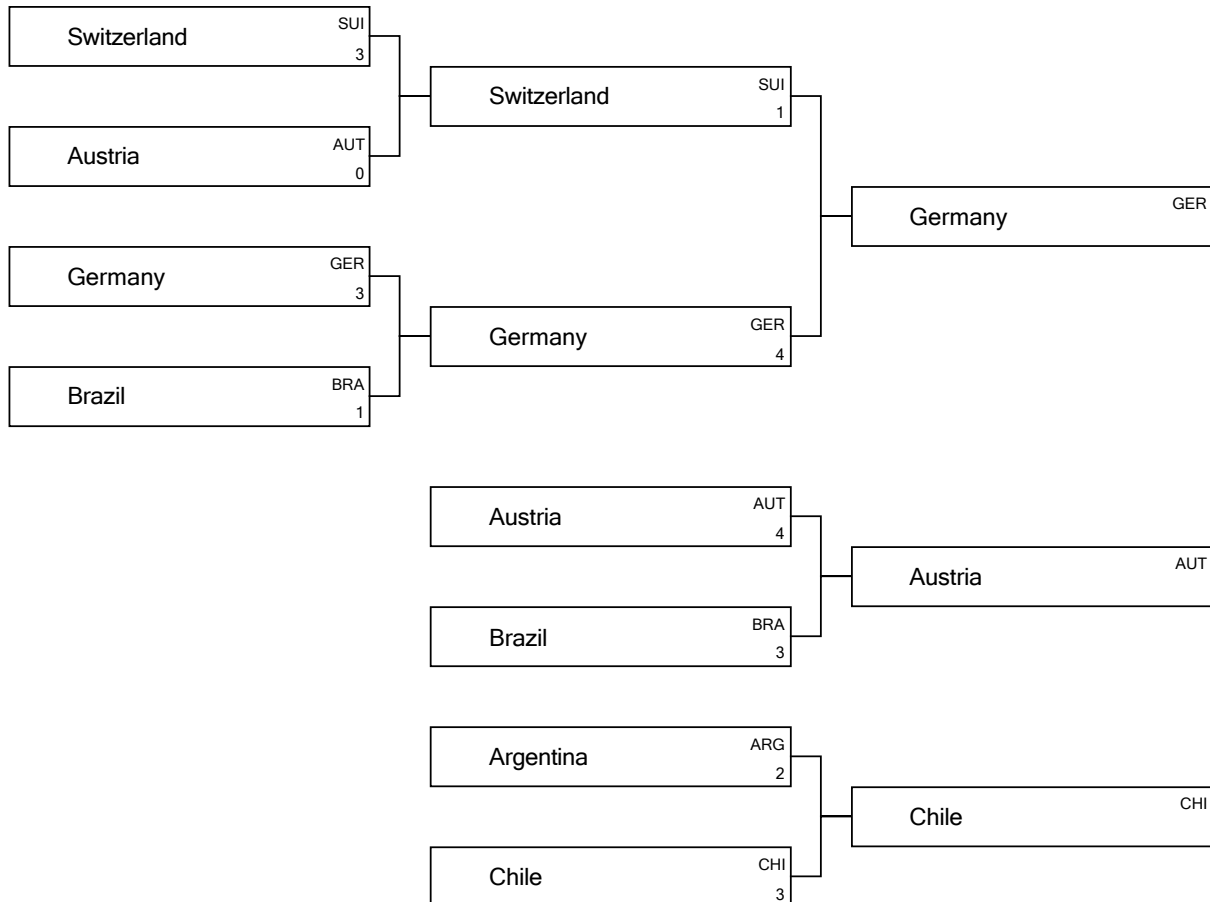 Switzerland SUI
3
Austria AUT
0
Germany GER
3
Brazil BRA
1
Switzerland SUI
1
Germany GER
4
Germany GER
Austria AUT
4
Brazil BRA
3
Austria AUT
Argentina ARG
2
Chile CHI
3
Chile CHI